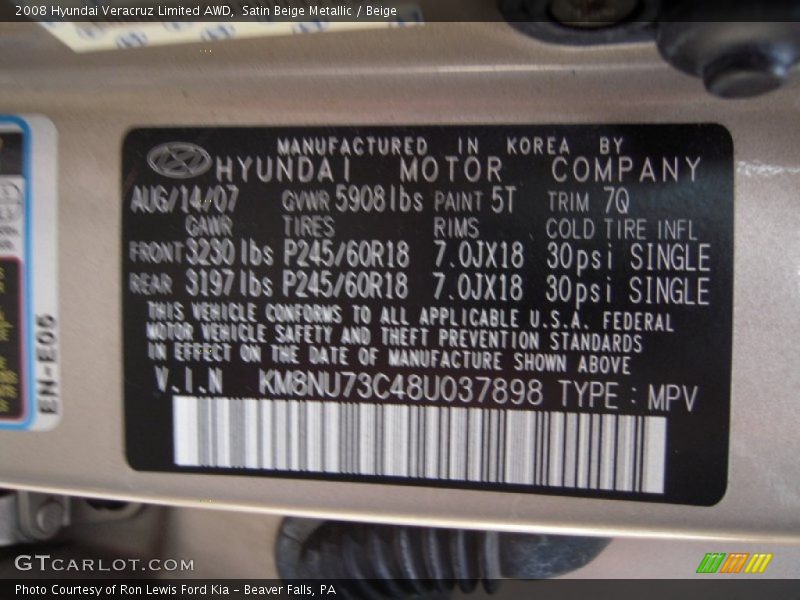 2008 Hyundai Veracruz Limited AWD, Satin Beige Metallic / Beige
MANUFACTURED IN KOREA BY
HYUNDAI MOTOR COMPANY
AUG/14/07 GVWR 5908lbs PAINT 5T TRIM 7Q
GAWR TIRES RIMS COLD TIRE INFL
FRONT 3230 lbs P245/60R18 7.0JX18 30psi SINGLE
REAR 3197 lbs P245/60R18 7.0JX18 30psi SINGLE
THIS VEHICLE CONFORMS TO ALL APPLICABLE U.S.A. FEDERAL
MOTOR VEHICLE SAFETY AND THEFT PREVENTION STANDARDS
IN EFFECT ON THE DATE OF MANUFACTURE SHOWN ABOVE
V.I.N KM8NU73C48U037898 TYPE : MPV
EN-E05
GTCARLOT.COM
Photo Courtesy of Ron Lewis Ford Kia - Beaver Falls, PA